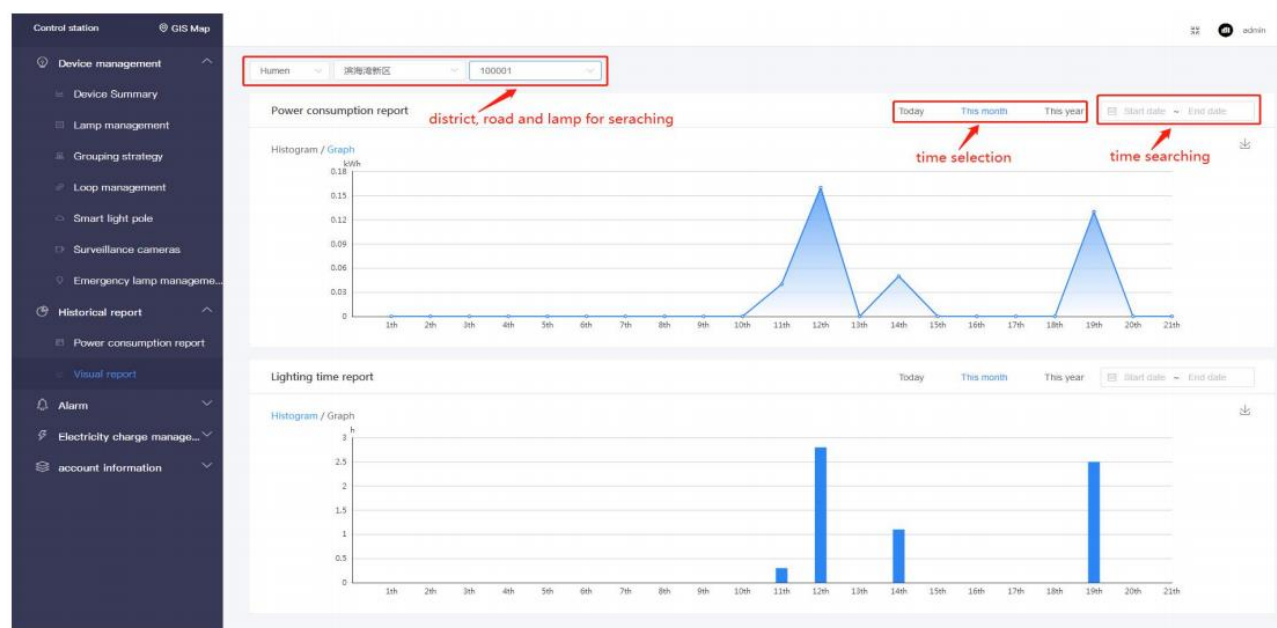 Control station GIS Map
admin
Device management
Device Summary
Lamp management
Grouping strategy
Loop management
Smart light pole
Surveillance cameras
Emergency lamp manageme...
Historical report
Power consumption report
Visual report
Alarm
Electricity charge manage...
account information
Humen 滨海湾新区 100001
district, road and lamp for seraching
Power consumption report
Today This month This year Start date ~ End date
time selection
time searching
Histogram / Graph
kWh
0.18
0.15
0.12
0.09
0.06
0.03
0
1th 2th 3th 4th 5th 6th 7th 8th 9th 10th 11th 12th 13th 14th 15th 16th 17th 18th 19th 20th 21th
Lighting time report
Today This month This year Start date ~ End date
Histogram / Graph
h
3
2.5
2
1.5
1
0.5
0
1th 2th 3th 4th 5th 6th 7th 8th 9th 10th 11th 12th 13th 14th 15th 16th 17th 18th 19th 20th 21th